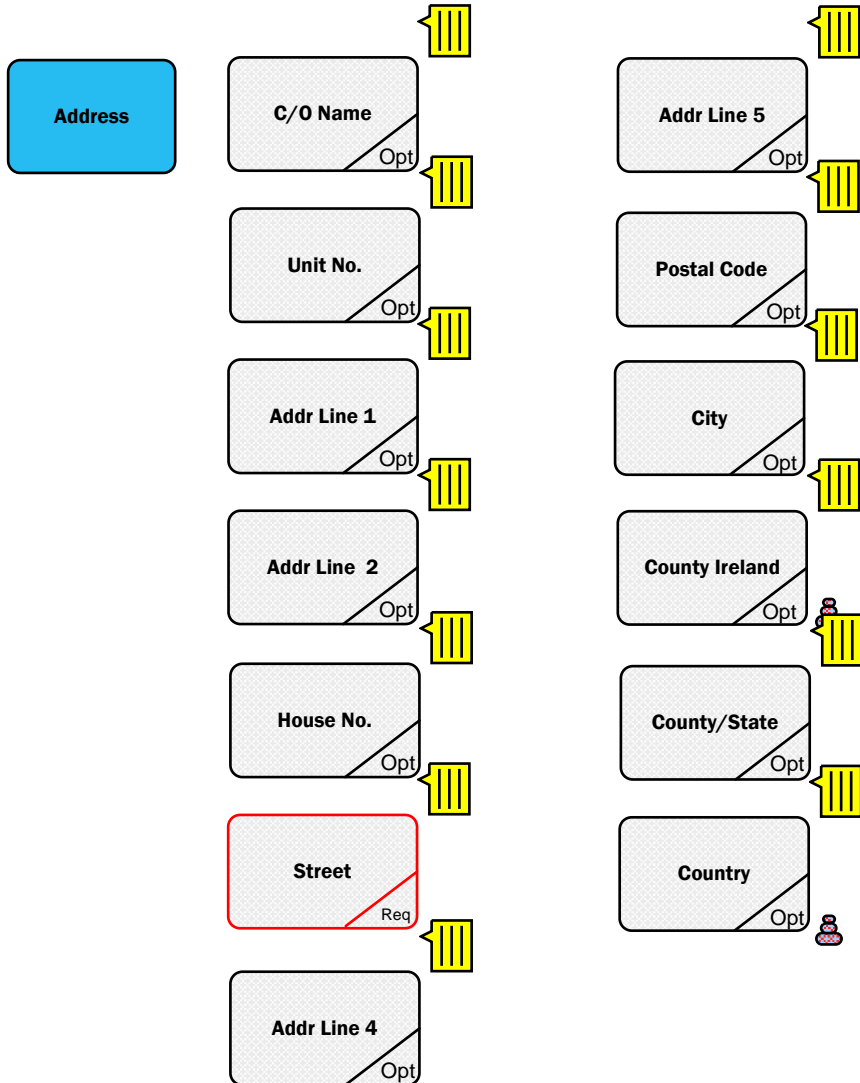 Address
C/O Name
Opt
Unit No.
Opt
Addr Line 1
Opt
Addr Line 2
Opt
House No.
Opt
Street
Req
Addr Line 4
Opt
Addr Line 5
Opt
Postal Code
Opt
City
Opt
County Ireland
Opt
County/State
Opt
Country
Opt